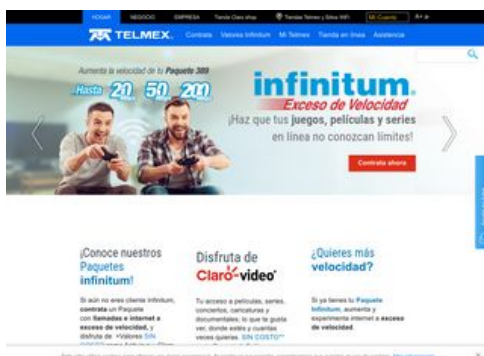 HOGAR NEGOCIO EMPRESA Tienda Claro shop Tiendas Telmex y Sitios WiFi Mi Cuenta
TELMEX. Contrata Valores Infinitum Mi Telmex Tienda en línea Asistencia
Aumenta la velocidad de tu Paquete 389
Hasta 20 50 200
infinitum.
Exceso de Velocidad
¡Haz que tus juegos, películas y series
en línea no conozcan límites!
Contrata ahora
¡Conoce nuestros
Paquetes
infinitum!
Si aún no eres cliente Infinitum,
contrata un Paquete
con llamadas e internet a
exceso de velocidad, y
disfruta de +Valores SIN
Disfruta de
Claro-video
Tu acceso a películas, series,
conciertos, caricaturas y
documentales; lo que te gusta
ver, donde estés y cuantas
veces quieras. SIN COSTO**
¿Quieres más
velocidad?
Si ya tienes tu Paquete
Infinitum, aumenta y
experimenta internet a exceso
de velocidad.